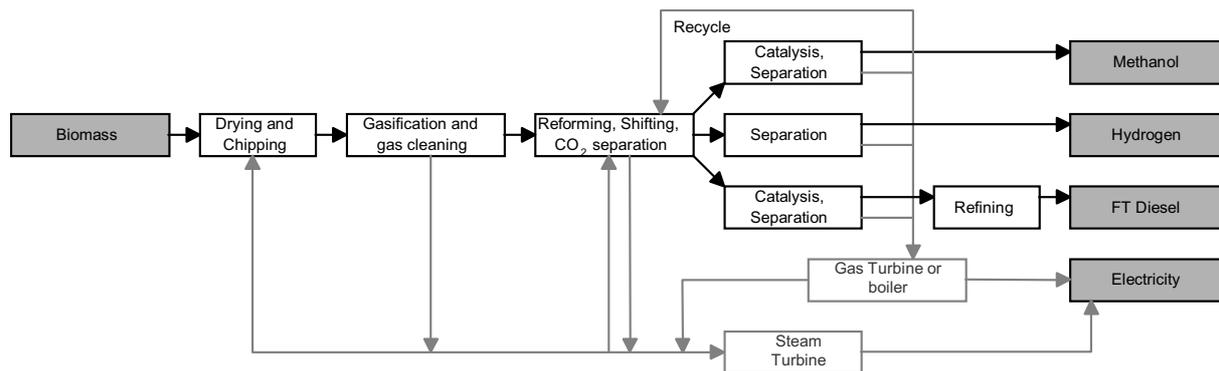 Recycle
Catalysis,
Separation
Methanol
Biomass
Drying and
Chipping
Gasification and
gas cleaning
Reforming, Shifting,
CO2 separation
Separation
Hydrogen
Catalysis,
Separation
Refining
FT Diesel
Gas Turbine or
boiler
Electricity
Steam
Turbine